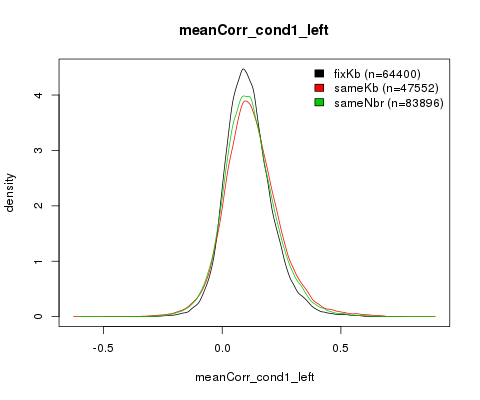 meanCorr_cond1_left
fixKb (n=64400)
sameKb (n=47552)
sameNbr (n=83896)
density
4
3
2
1
0
-0.5 0.0 0.5
meanCorr_cond1_left